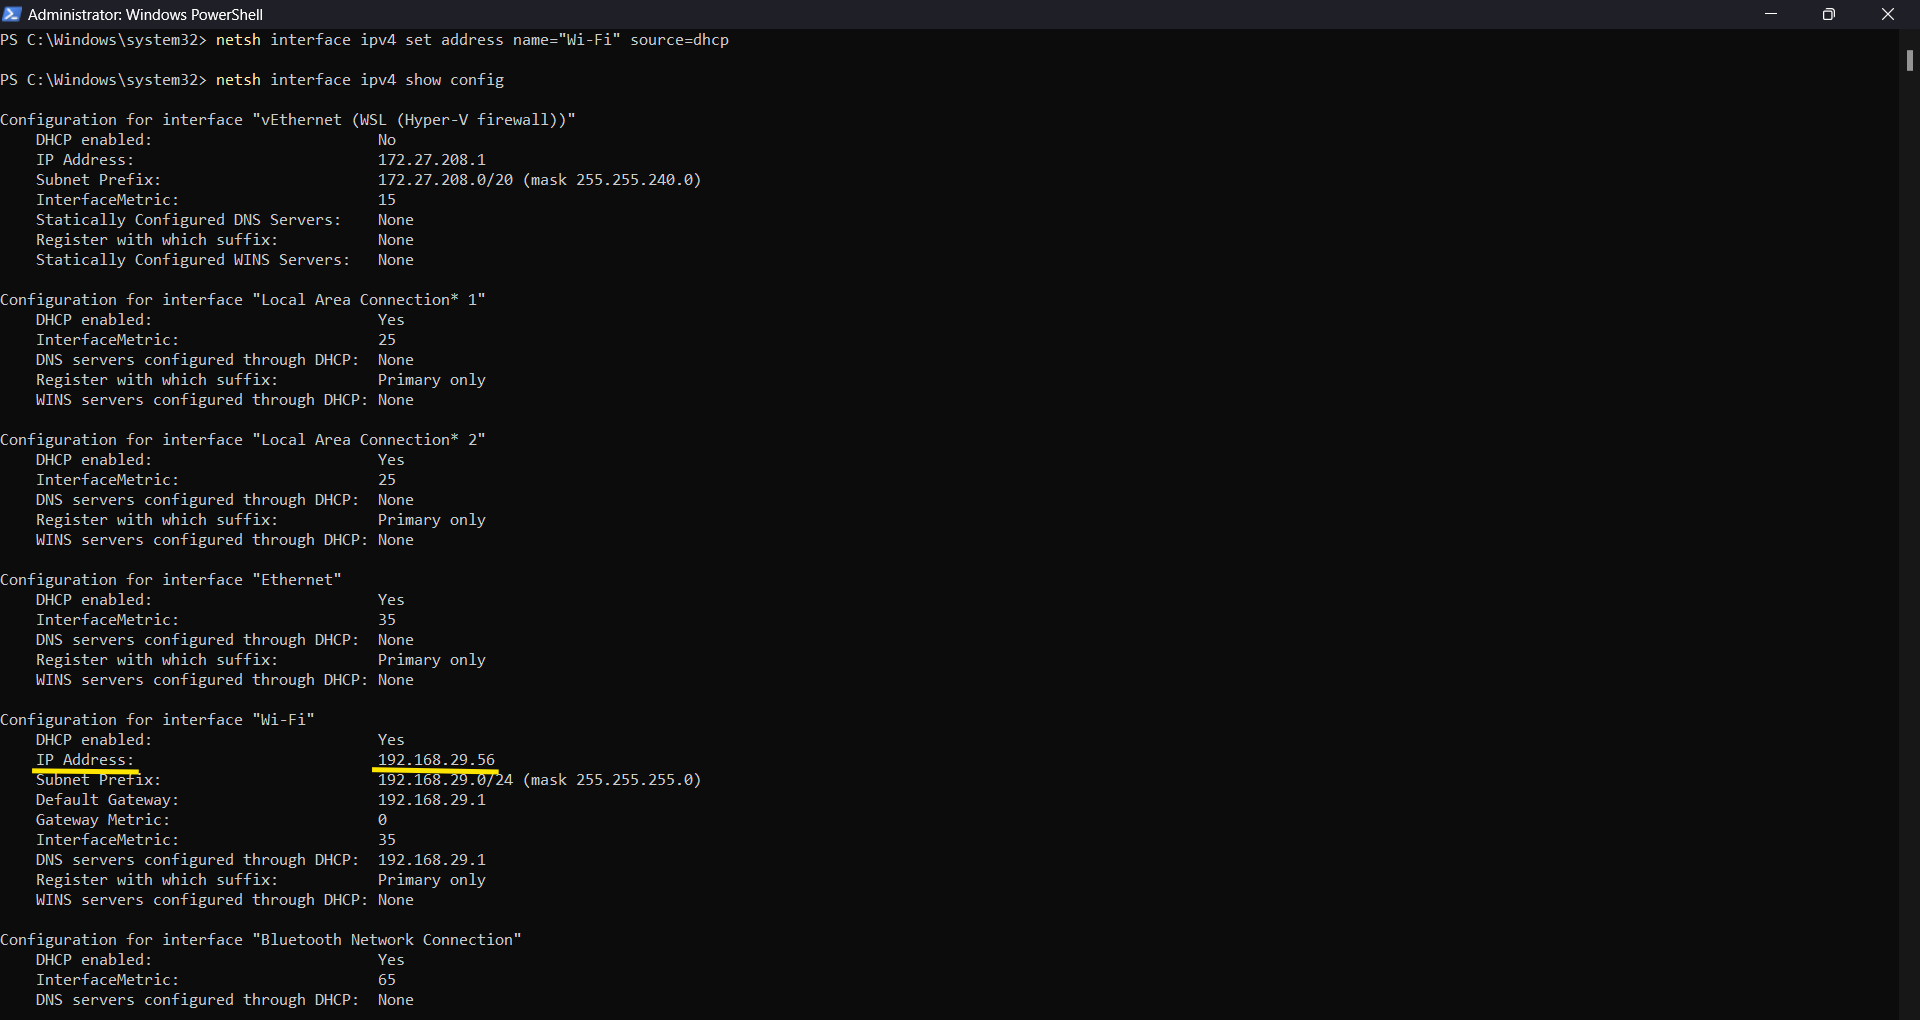 Administrator: Windows PowerShell
PS C:\Windows\system32> netsh interface ipv4 set address name="Wi-Fi" source=dhcp
PS C:\Windows\system32> netsh interface ipv4 show config
Configuration for interface "vEthernet (WSL (Hyper-V firewall))"
DHCP enabled: No
IP Address: 172.27.208.1
Subnet Prefix: 172.27.208.0/20 (mask 255.255.240.0)
InterfaceMetric: 15
Statically Configured DNS Servers: None
Register with which suffix: None
Statically Configured WINS Servers: None
Configuration for interface "Local Area Connection* 1"
DHCP enabled: Yes
InterfaceMetric: 25
DNS servers configured through DHCP: None
Register with which suffix: Primary only
WINS servers configured through DHCP: None
Configuration for interface "Local Area Connection* 2"
DHCP enabled: Yes
InterfaceMetric: 25
DNS servers configured through DHCP: None
Register with which suffix: Primary only
WINS servers configured through DHCP: None
Configuration for interface "Ethernet"
DHCP enabled: Yes
InterfaceMetric: 35
DNS servers configured through DHCP: None
Register with which suffix: Primary only
WINS servers configured through DHCP: None
Configuration for interface "Wi-Fi"
DHCP enabled: Yes
IP Address: 192.168.29.56
Subnet Prefix: 192.168.29.0/24 (mask 255.255.255.0)
Default Gateway: 192.168.29.1
Gateway Metric: 0
InterfaceMetric: 35
DNS servers configured through DHCP: 192.168.29.1
Register with which suffix: Primary only
WINS servers configured through DHCP: None
Configuration for interface "Bluetooth Network Connection"
DHCP enabled: Yes
InterfaceMetric: 65
DNS servers configured through DHCP: None